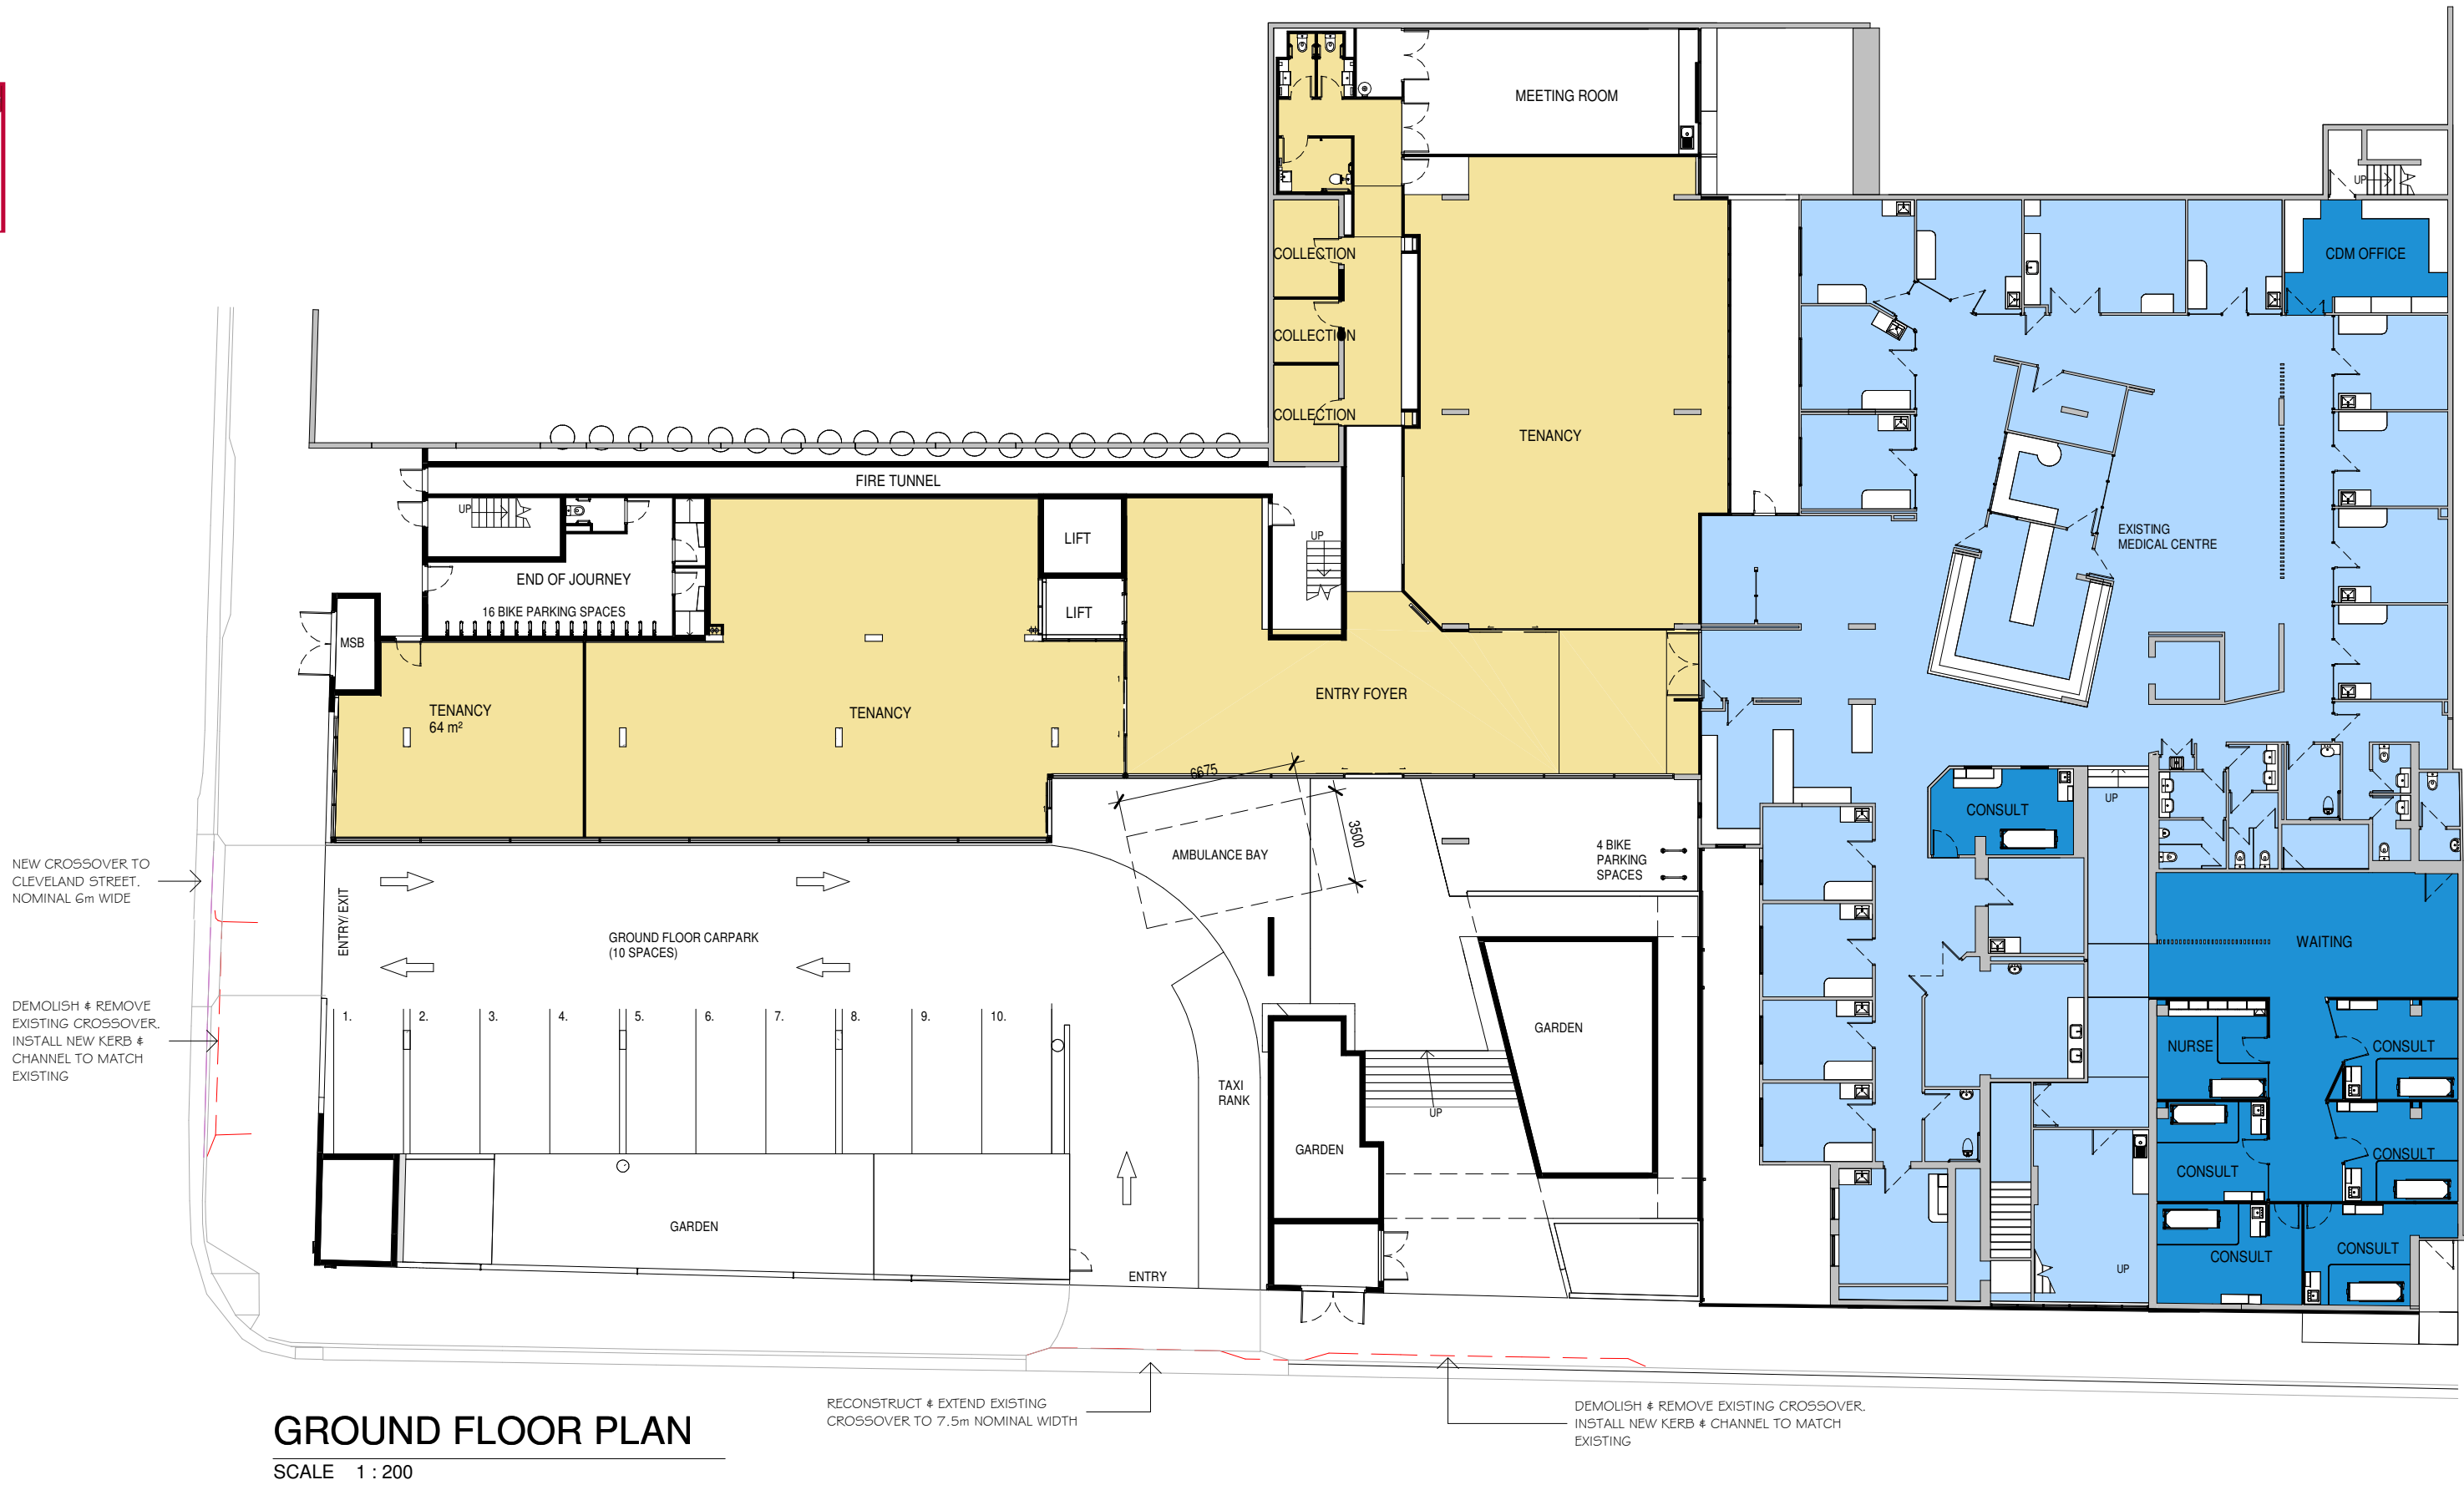 MEETING ROOM
UP
COLLECTION
CDM OFFICE
COLLECTION
COLLECTION
TENANCY
FIRE TUNNEL
UP
LIFT
UP
EXISTING
MEDICAL CENTRE
END OF JOURNEY
16 BIKE PARKING SPACES
LIFT
MSB
ENTRY FOYER
TENANCY
64 m²
TENANCY
6675
3500
AMBULANCE BAY
4 BIKE
PARKING
SPACES
CONSULT
UP
NEW CROSSOVER TO
CLEVELAND STREET.
NOMINAL 6m WIDE
ENTRY/ EXIT
GROUND FLOOR CARPARK
(10 SPACES)
WAITING
DEMOLISH & REMOVE
EXISTING CROSSOVER.
INSTALL NEW KERB &
CHANNEL TO MATCH
EXISTING
1.
2.
3.
4.
5.
6.
7.
8.
9.
10.
GARDEN
NURSE
CONSULT
TAXI
RANK
UP
GARDEN
CONSULT
CONSULT
GARDEN
ENTRY
CONSULT
CONSULT
UP
RECONSTRUCT & EXTEND EXISTING
CROSSOVER TO 7.5m NOMINAL WIDTH
DEMOLISH & REMOVE EXISTING CROSSOVER.
INSTALL NEW KERB & CHANNEL TO MATCH
EXISTING
GROUND FLOOR PLAN
SCALE 1 : 200